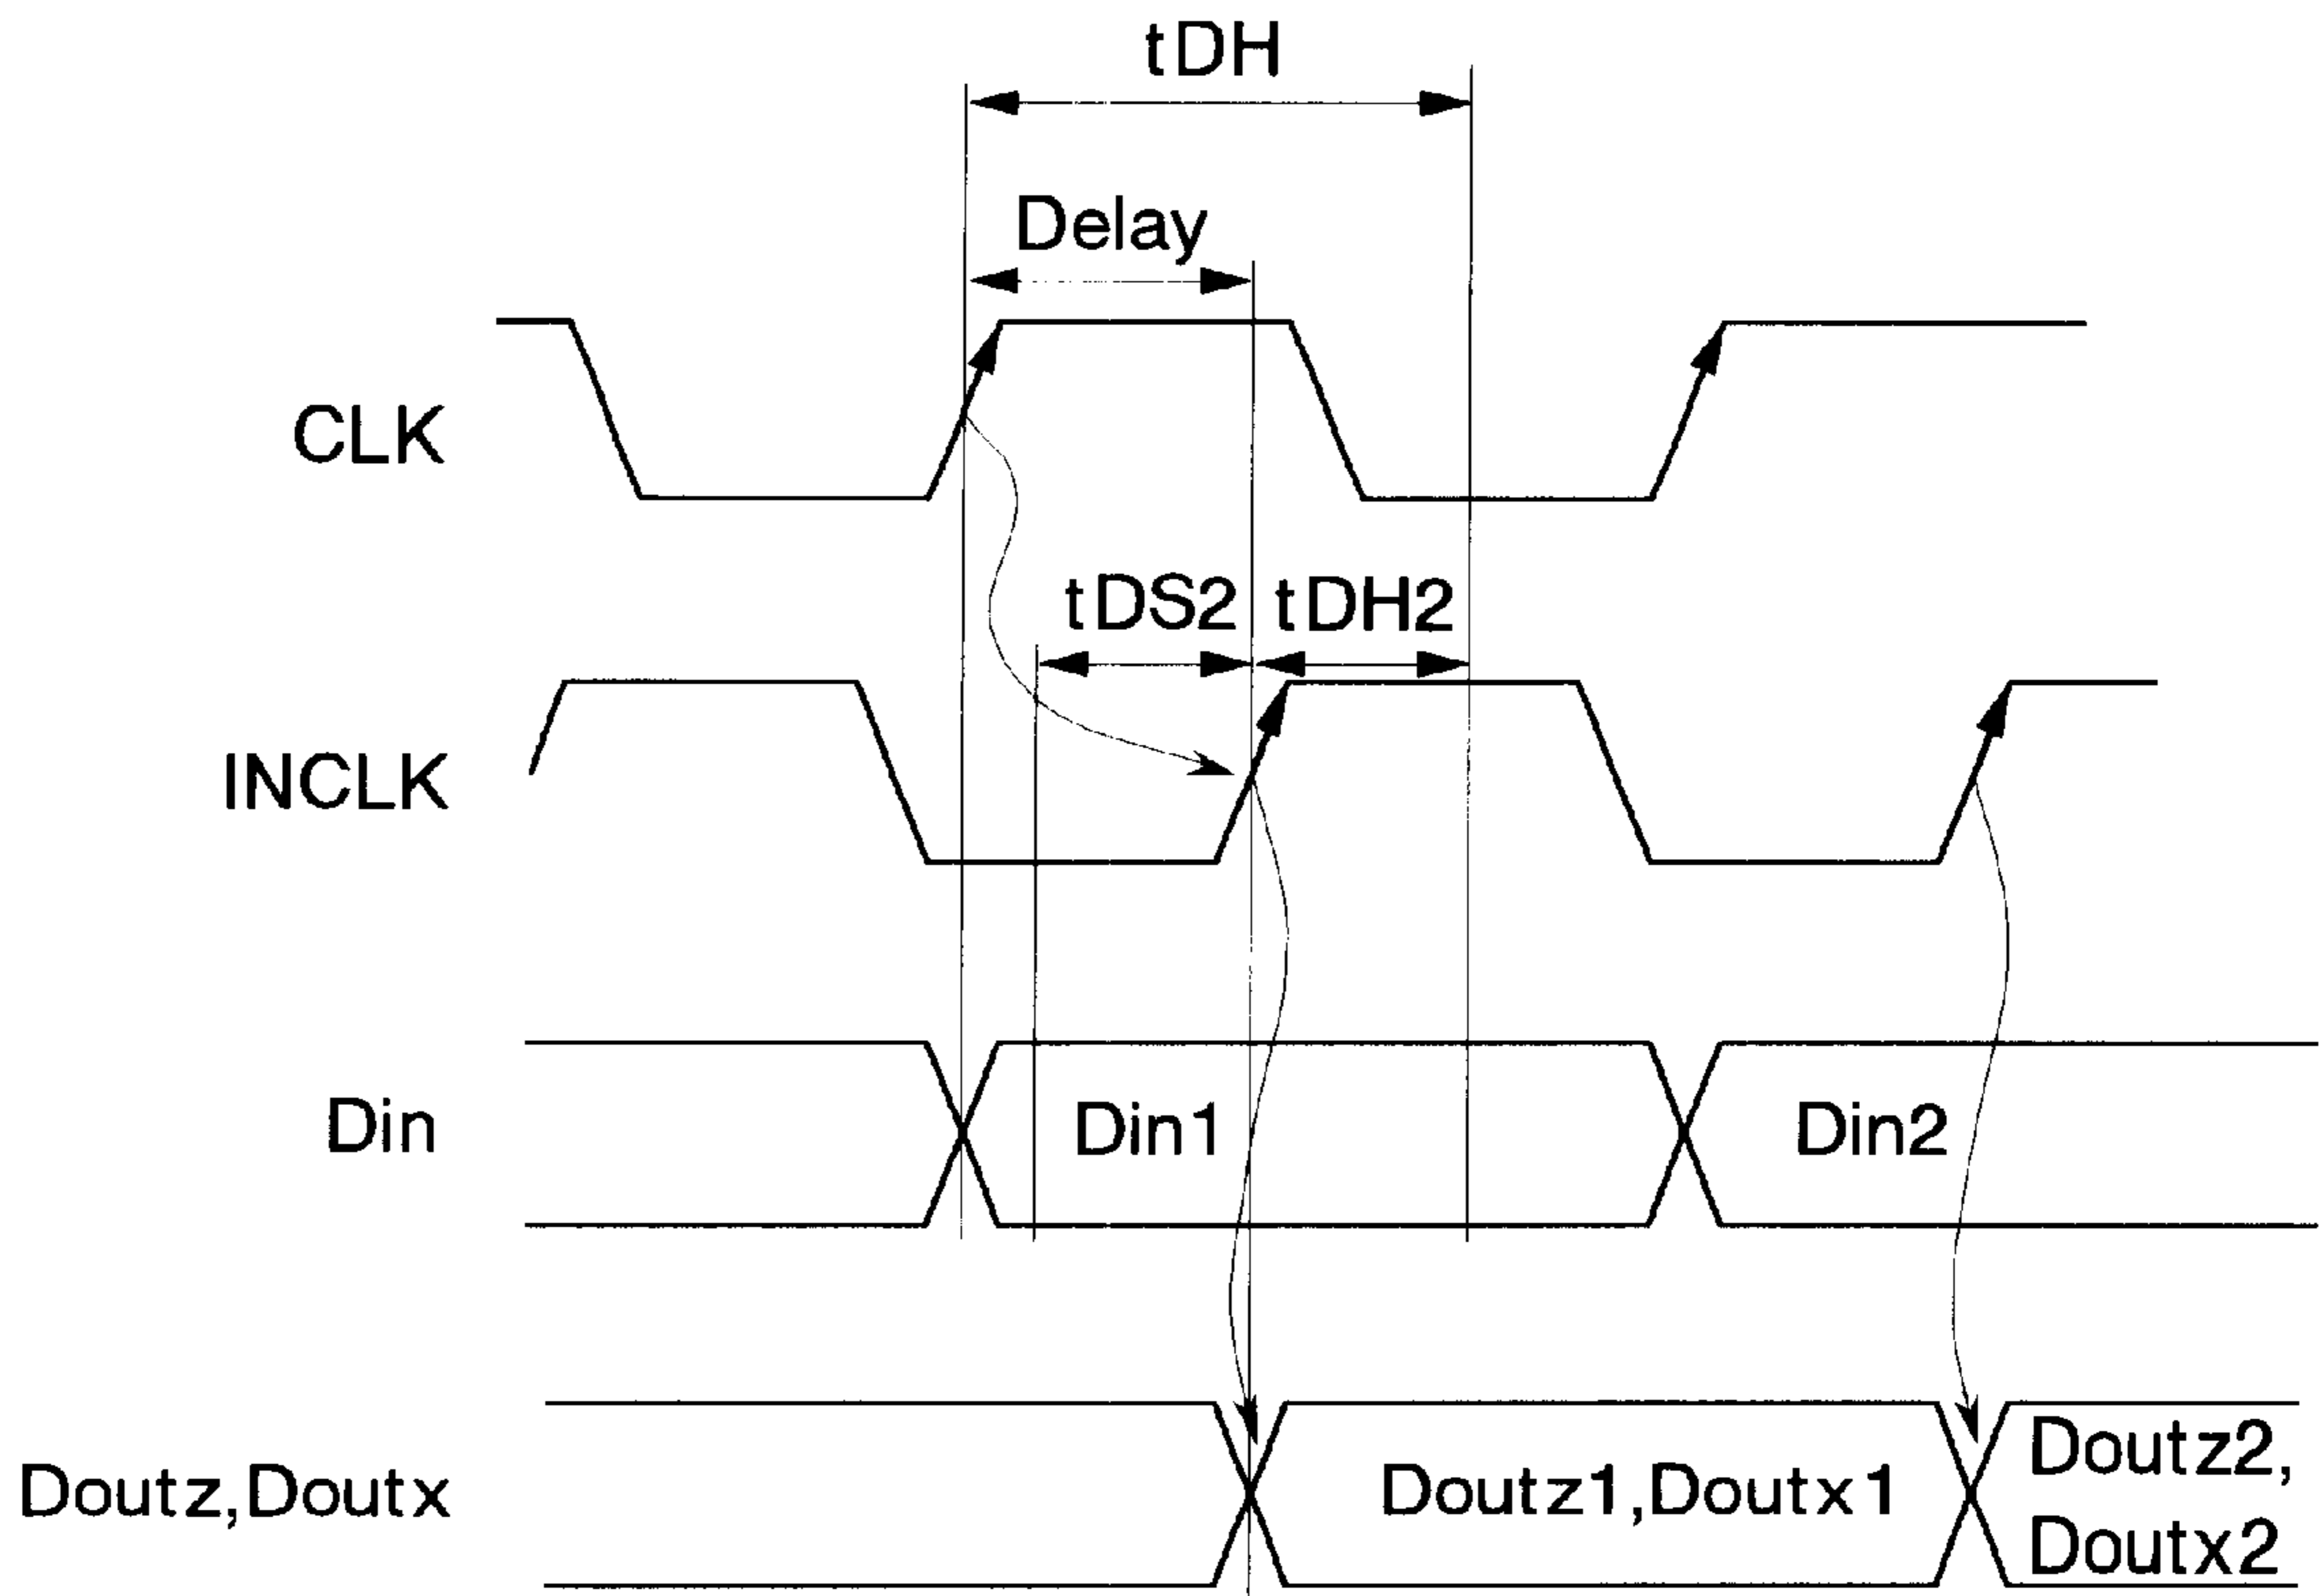 tDH
Delay
CLK
tDS2 tDH2
INCLK
Din Din1 Din2
Doutz,Doutx Doutz1,Doutx1 Doutz2,
Doutx2